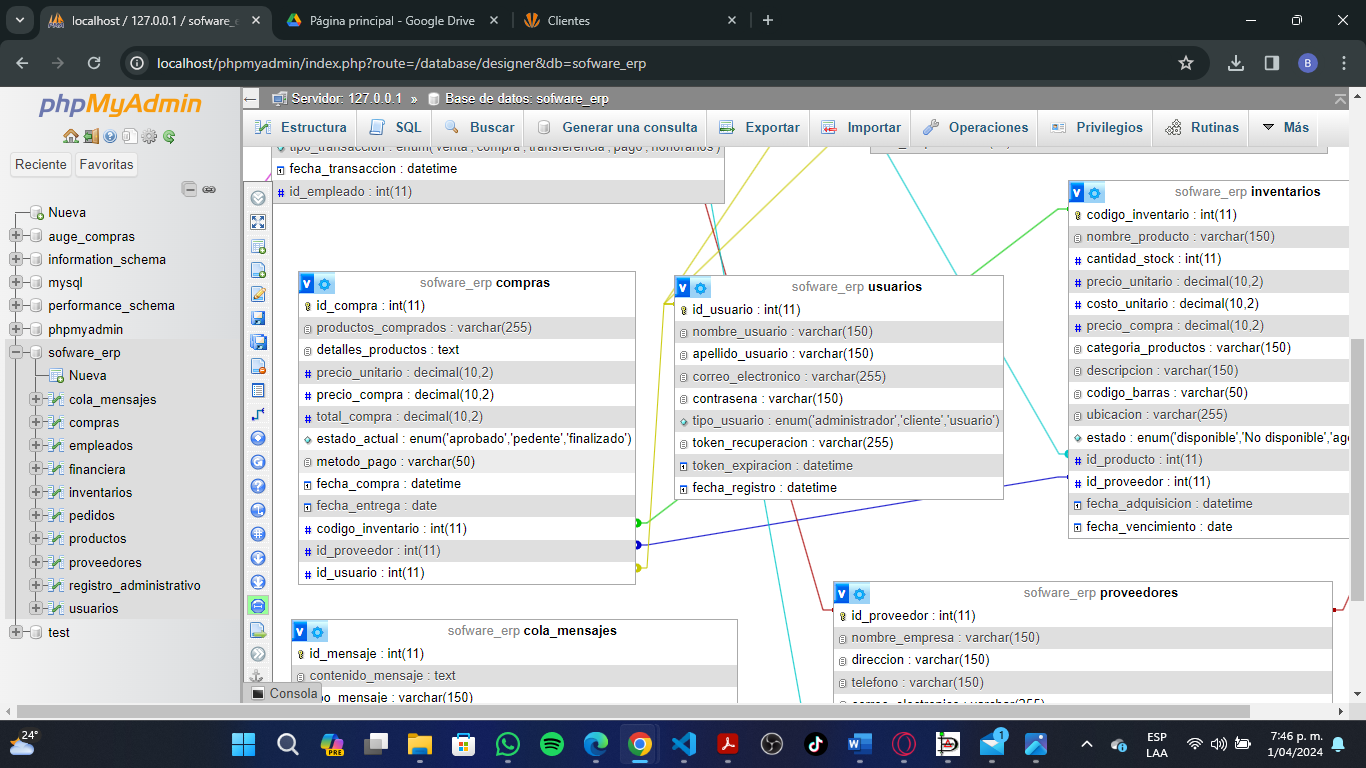 localhost / 127.0.0.1 / sofware_e
Página principal - Google Drive
Clientes
localhost/phpmyadmin/index.php?route=/database/designer&db=sofware_erp
B
phpMyAdmin
Reciente
Favoritas
Nueva
auge_compras
information_schema
mysql
performance_schema
phpmyadmin
sofware_erp
Nueva
cola_mensajes
compras
empleados
financiera
inventarios
pedidos
productos
proveedores
registro_administrativo
usuarios
test
Servidor: 127.0.0.1 » Base de datos: sofware_erp
Estructura
SQL
Buscar
Generar una consulta
Exportar
Importar
Operaciones
Privilegios
Rutinas
Más
tipo_transaccion : enum('venta','compra','transferencia','pago','honorarios')
fecha_transaccion : datetime
id_empleado : int(11)
sofware_erp compras
id_compra : int(11)
productos_comprados : varchar(255)
detalles_productos : text
precio_unitario : decimal(10,2)
precio_compra : decimal(10,2)
total_compra : decimal(10,2)
estado_actual : enum('aprobado','pedente','finalizado')
metodo_pago : varchar(50)
fecha_compra : datetime
fecha_entrega : date
codigo_inventario : int(11)
id_proveedor : int(11)
id_usuario : int(11)
sofware_erp usuarios
id_usuario : int(11)
nombre_usuario : varchar(150)
apellido_usuario : varchar(150)
correo_electronico : varchar(255)
contrasena : varchar(150)
tipo_usuario : enum('administrador','cliente','usuario')
token_recuperacion : varchar(255)
token_expiracion : datetime
fecha_registro : datetime
sofware_erp inventarios
codigo_inventario : int(11)
nombre_producto : varchar(150)
cantidad_stock : int(11)
precio_unitario : decimal(10,2)
costo_unitario : decimal(10,2)
precio_compra : decimal(10,2)
categoria_productos : varchar(150)
descripcion : varchar(150)
codigo_barras : varchar(50)
ubicacion : varchar(255)
estado : enum('disponible','No disponible','ago
id_producto : int(11)
id_proveedor : int(11)
fecha_adquisicion : datetime
fecha_vencimiento : date
sofware_erp cola_mensajes
id_mensaje : int(11)
contenido_mensaje : text
po_mensaje : varchar(150)
sofware_erp proveedores
id_proveedor : int(11)
nombre_empresa : varchar(150)
direccion : varchar(150)
telefono : varchar(150)
correo_electronico : varchar(255)
Consola
24°
PRE
1
ESP
LAA
7:46 p. m.
1/04/2024